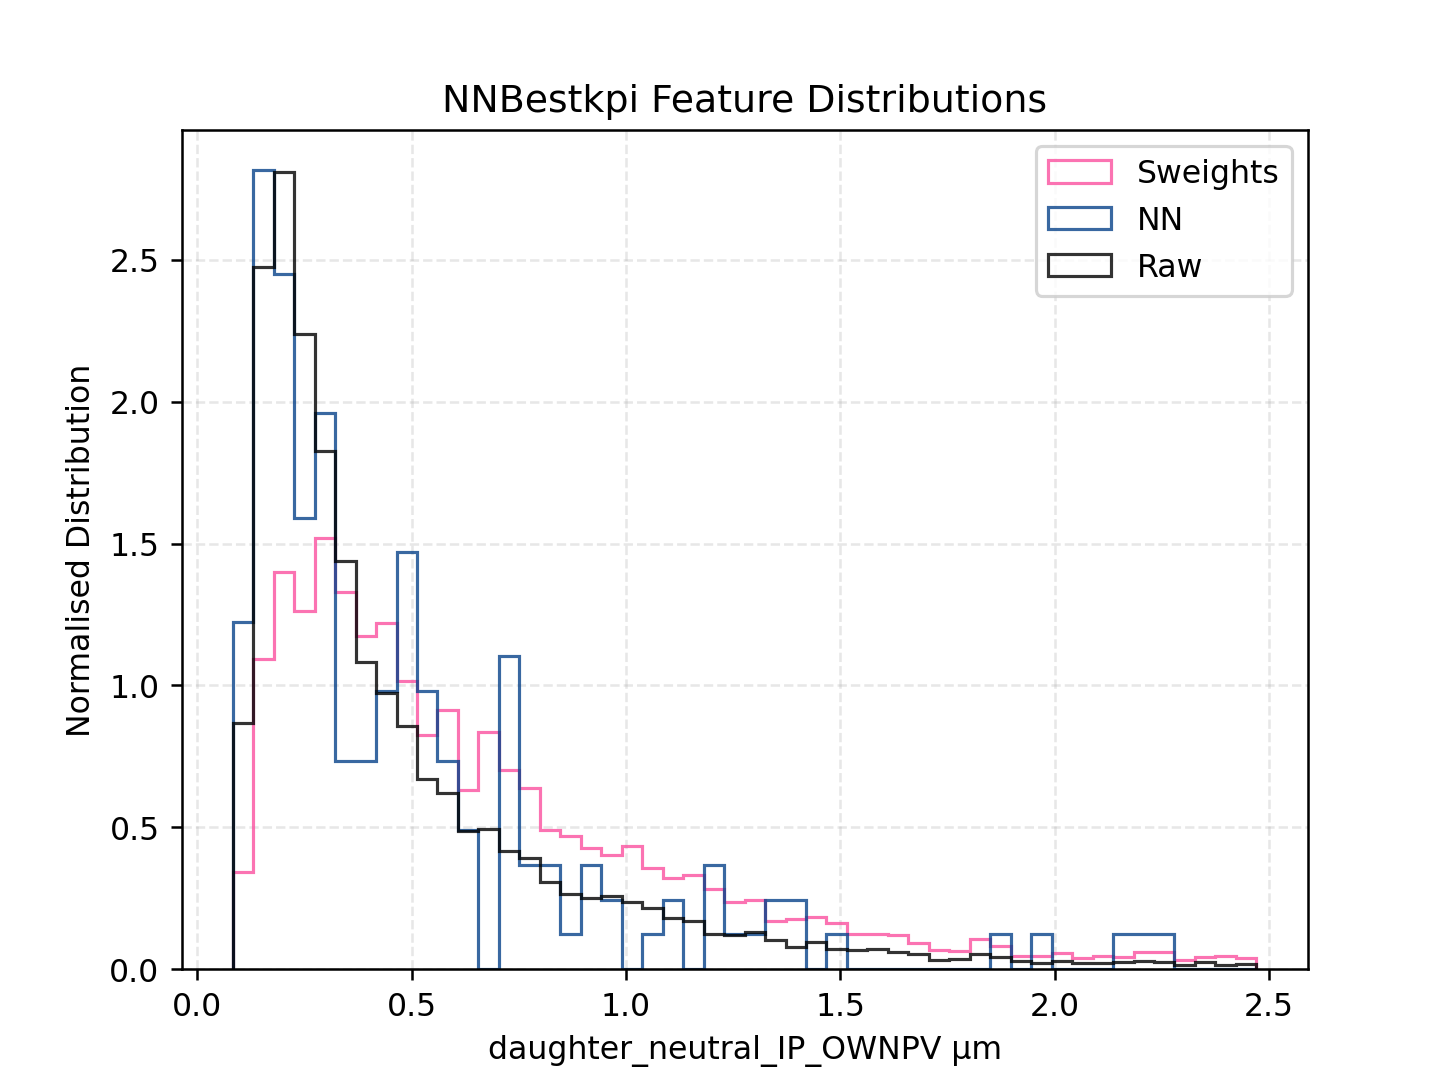 NNBestkpi Feature Distributions
Sweights
NN
Raw
Normalised Distribution
2.5
2.0
1.5
1.0
0.5
0.0
0.0 0.5 1.0 1.5 2.0 2.5
daughter_neutral_IP_OWNPV μm